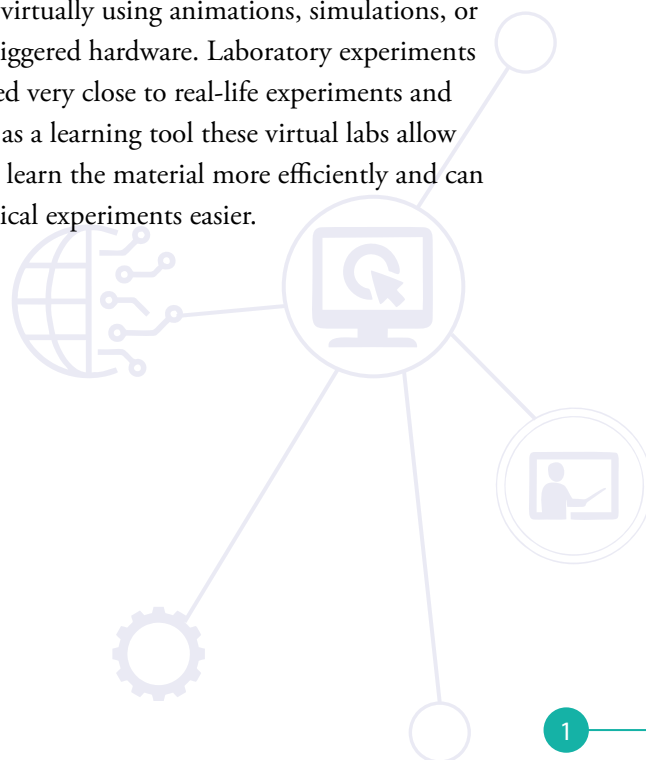 virtually using animations, simulations, or
iggered hardware. Laboratory experiments
ed very close to real-life experiments and
as a learning tool these virtual labs allow
learn the material more efficiently and can
ical experiments easier.
1